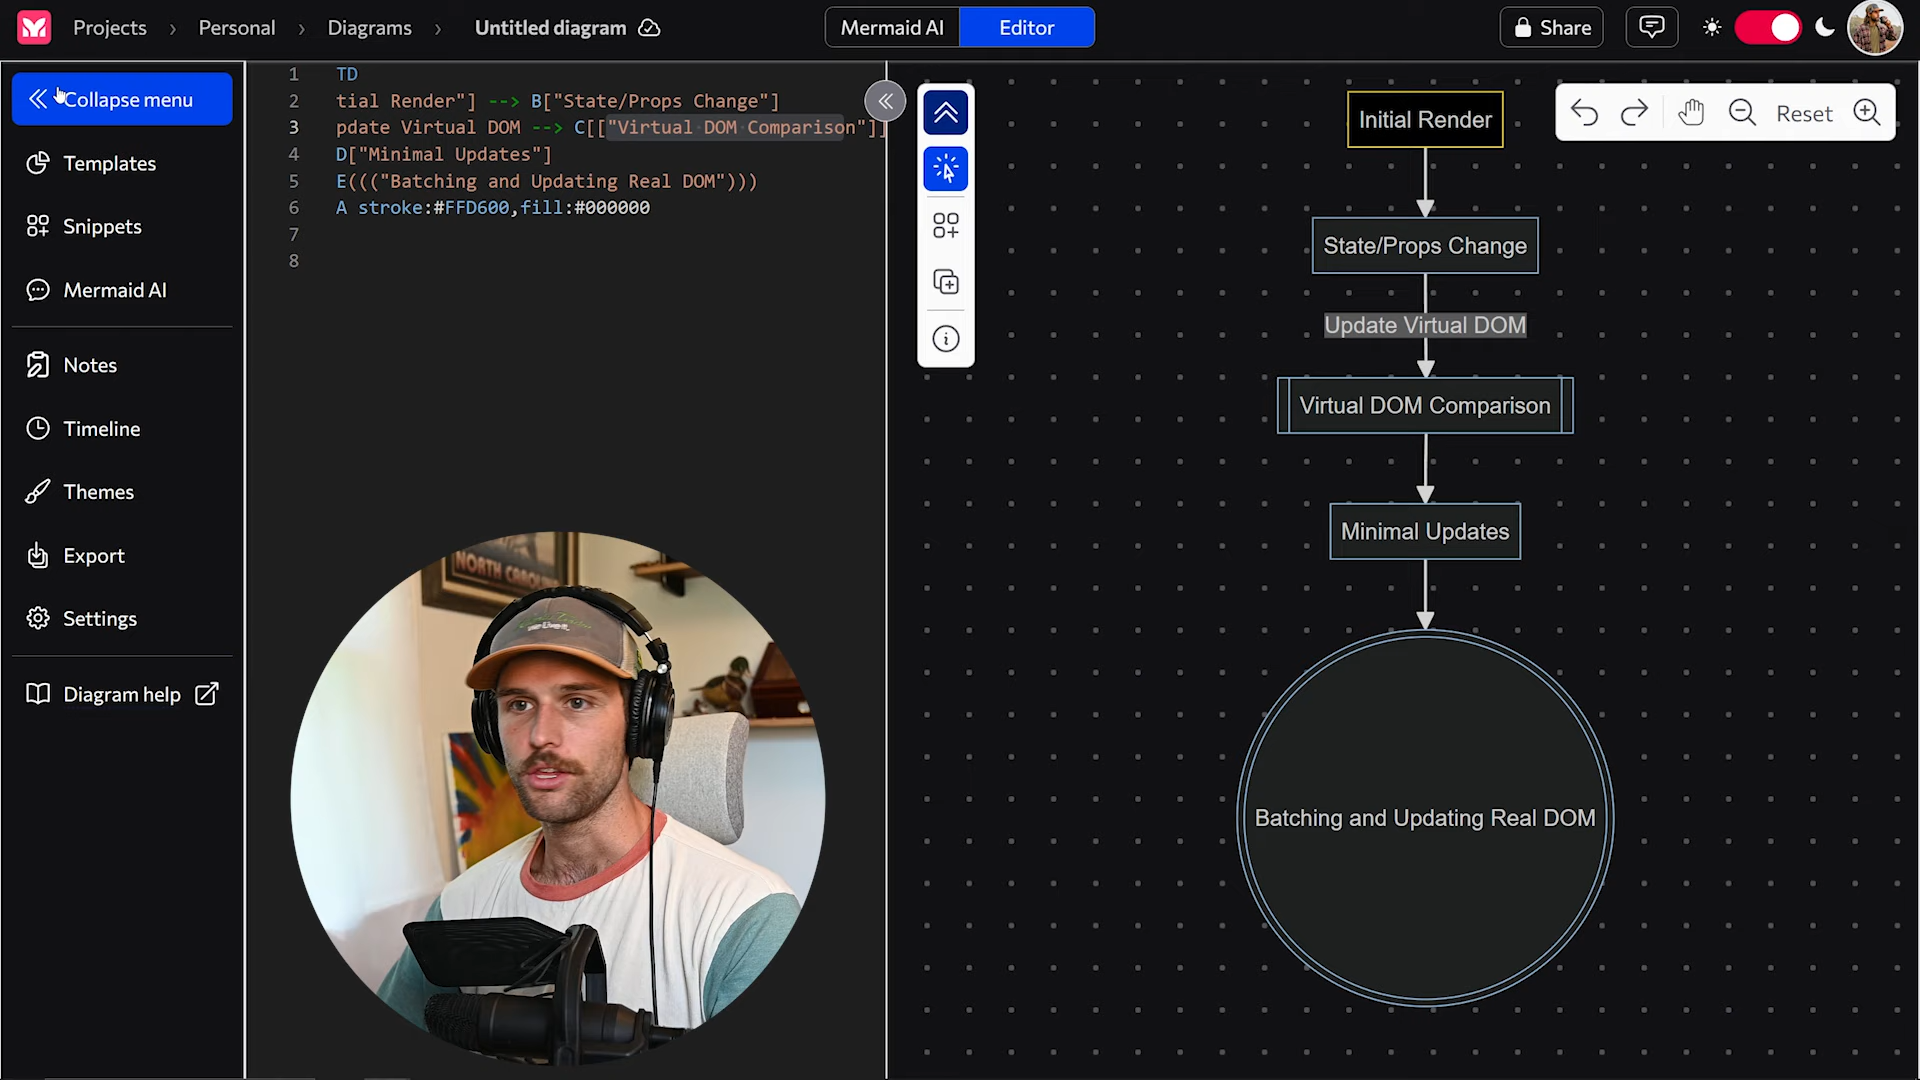 Projects › Personal › Diagrams › Untitled diagram
Mermaid AI
Editor
Share
Collapse menu
Templates
Snippets
Mermaid AI
Notes
Timeline
Themes
Export
Settings
Diagram help
1 TD
2 tial Render"] --> B["State/Props Change"]
3 pdate Virtual DOM --> C[["Virtual DOM Comparison"]]
4 D["Minimal Updates"]
5 E((("Batching and Updating Real DOM")))
6 A stroke:#FFD600,fill:#000000
7
8
Reset
Initial Render
State/Props Change
Update Virtual DOM
Virtual DOM Comparison
Minimal Updates
Batching and Updating Real DOM
NORTH CAROLINA